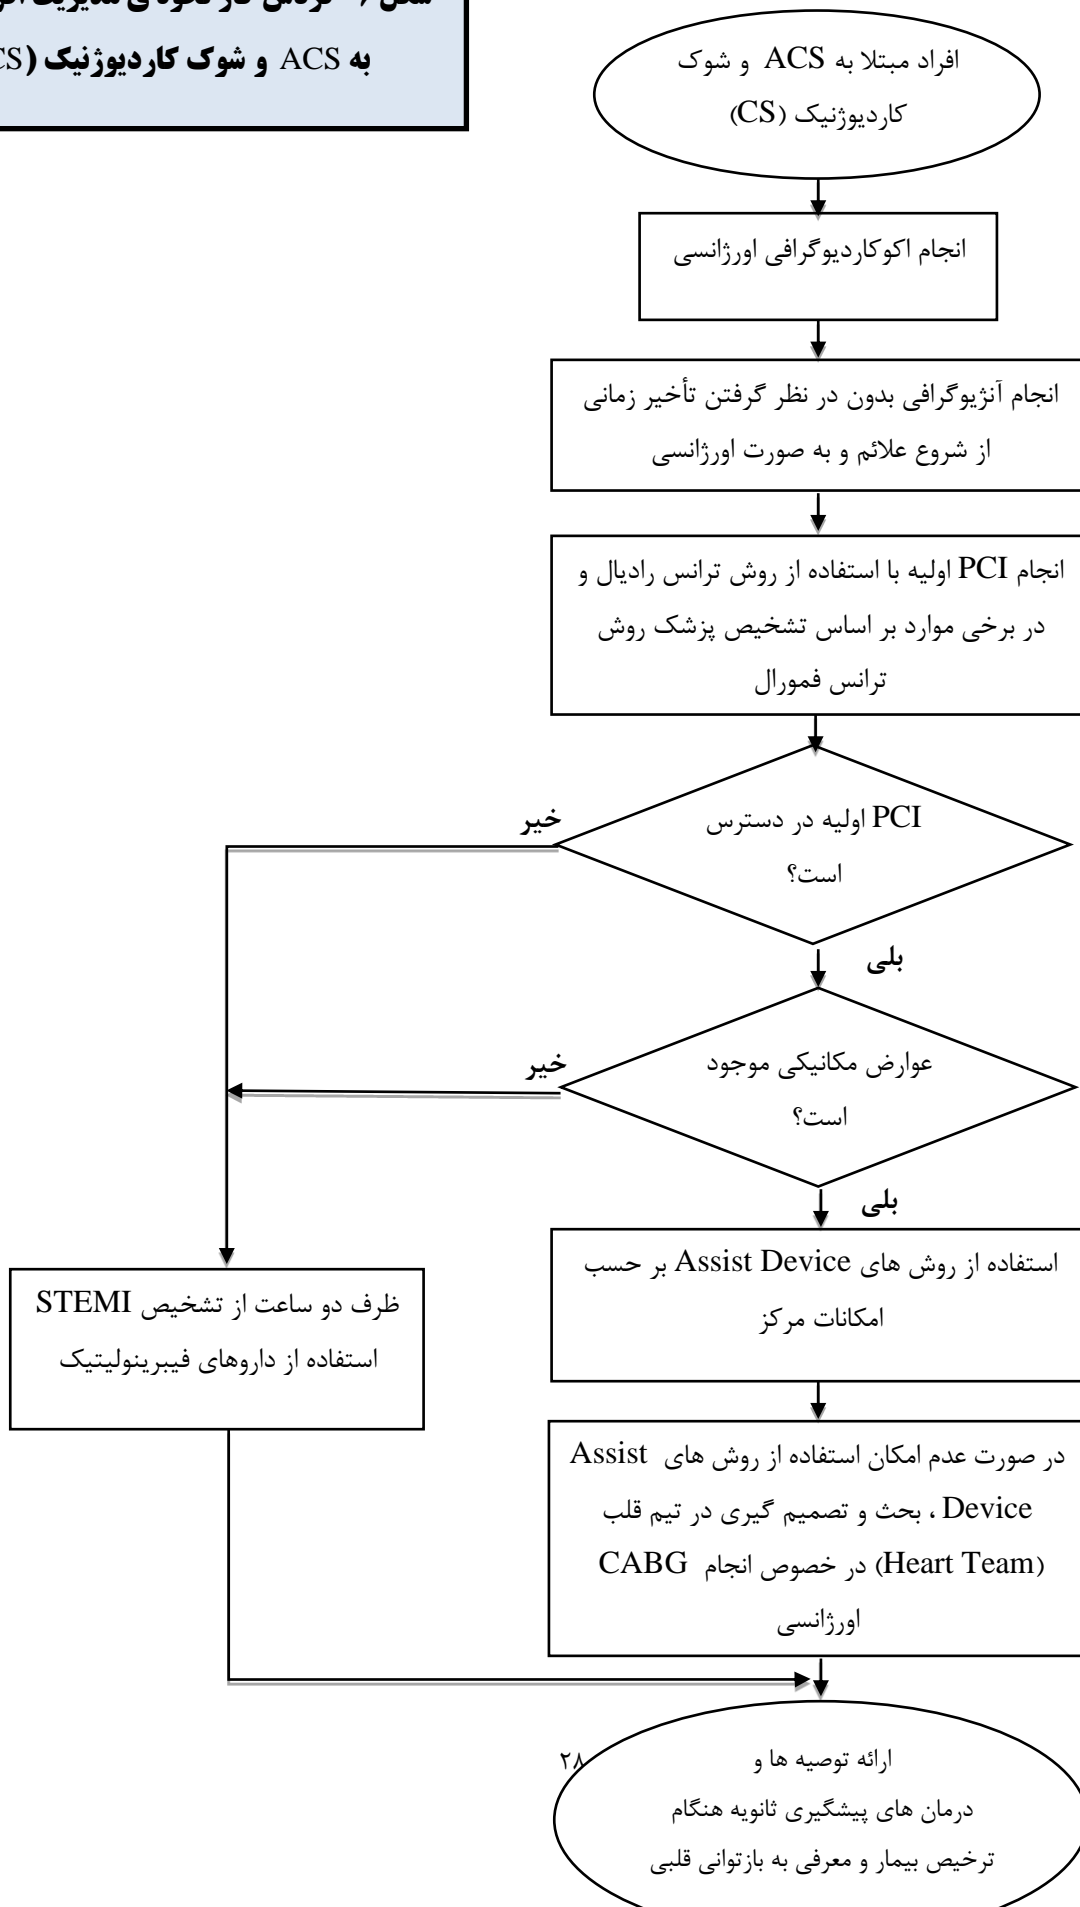 گردش کار نحوه ی مدیریت
به ACS و شوک کاردیوژنیک (CS
افراد مبتلا به ACS و شوک
کاردیوژنیک (CS)
انجام اکوکاردیوگرافی اورژانسی
انجام آنژیوگرافی بدون در نظر گرفتن تأخیر زمانی
از شروع علائم و به صورت اورژانسی
انجام PCI اولیه با استفاده از روش ترانس رادیال و
در برخی موارد بر اساس تشخیص پزشک روش
ترانس فمورال
PCI اولیه در دسترس
است؟
خیر
بلی
عوارض مکانیکی موجود
است؟
خیر
بلی
استفاده از روش های Assist Device بر حسب
امکانات مرکز
ظرف دو ساعت از تشخیص STEMI
استفاده از داروهای فیبرینولیتیک
در صورت عدم امکان استفاده از روش های Assist
Device ، بحث و تصمیم گیری در تیم قلب
(Heart Team) در خصوص انجام CABG
اورژانسی
ارائه توصیه ها و
درمان های پیشگیری ثانویه هنگام
ترخیص بیمار و معرفی به بازتوانی قلبی
۲۸